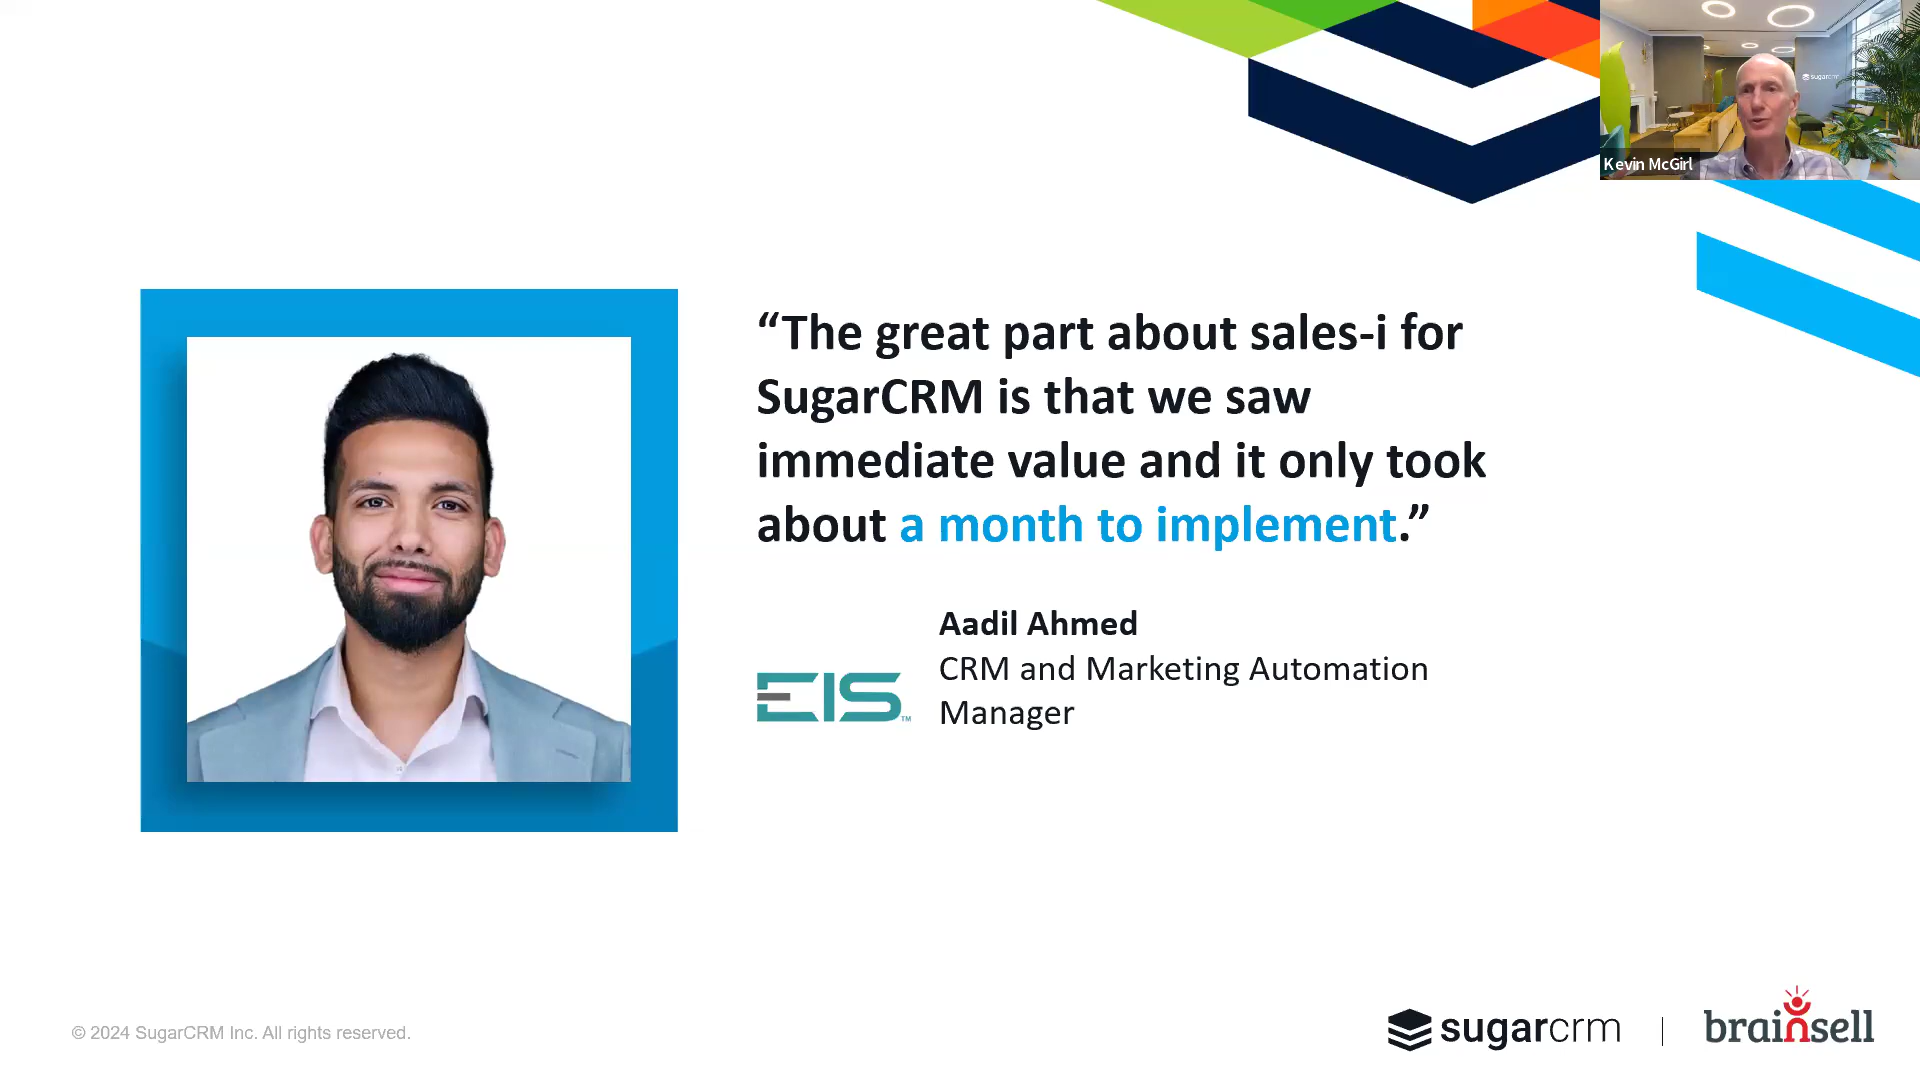 sugarcrm
Kevin McGirl
“The great part about sales-i for
SugarCRM is that we saw
immediate value and it only took
about a month to implement.”
Aadil Ahmed
CRM and Marketing Automation
Manager
EIS™
© 2024 SugarCRM Inc. All rights reserved.
sugarcrm | brainsell